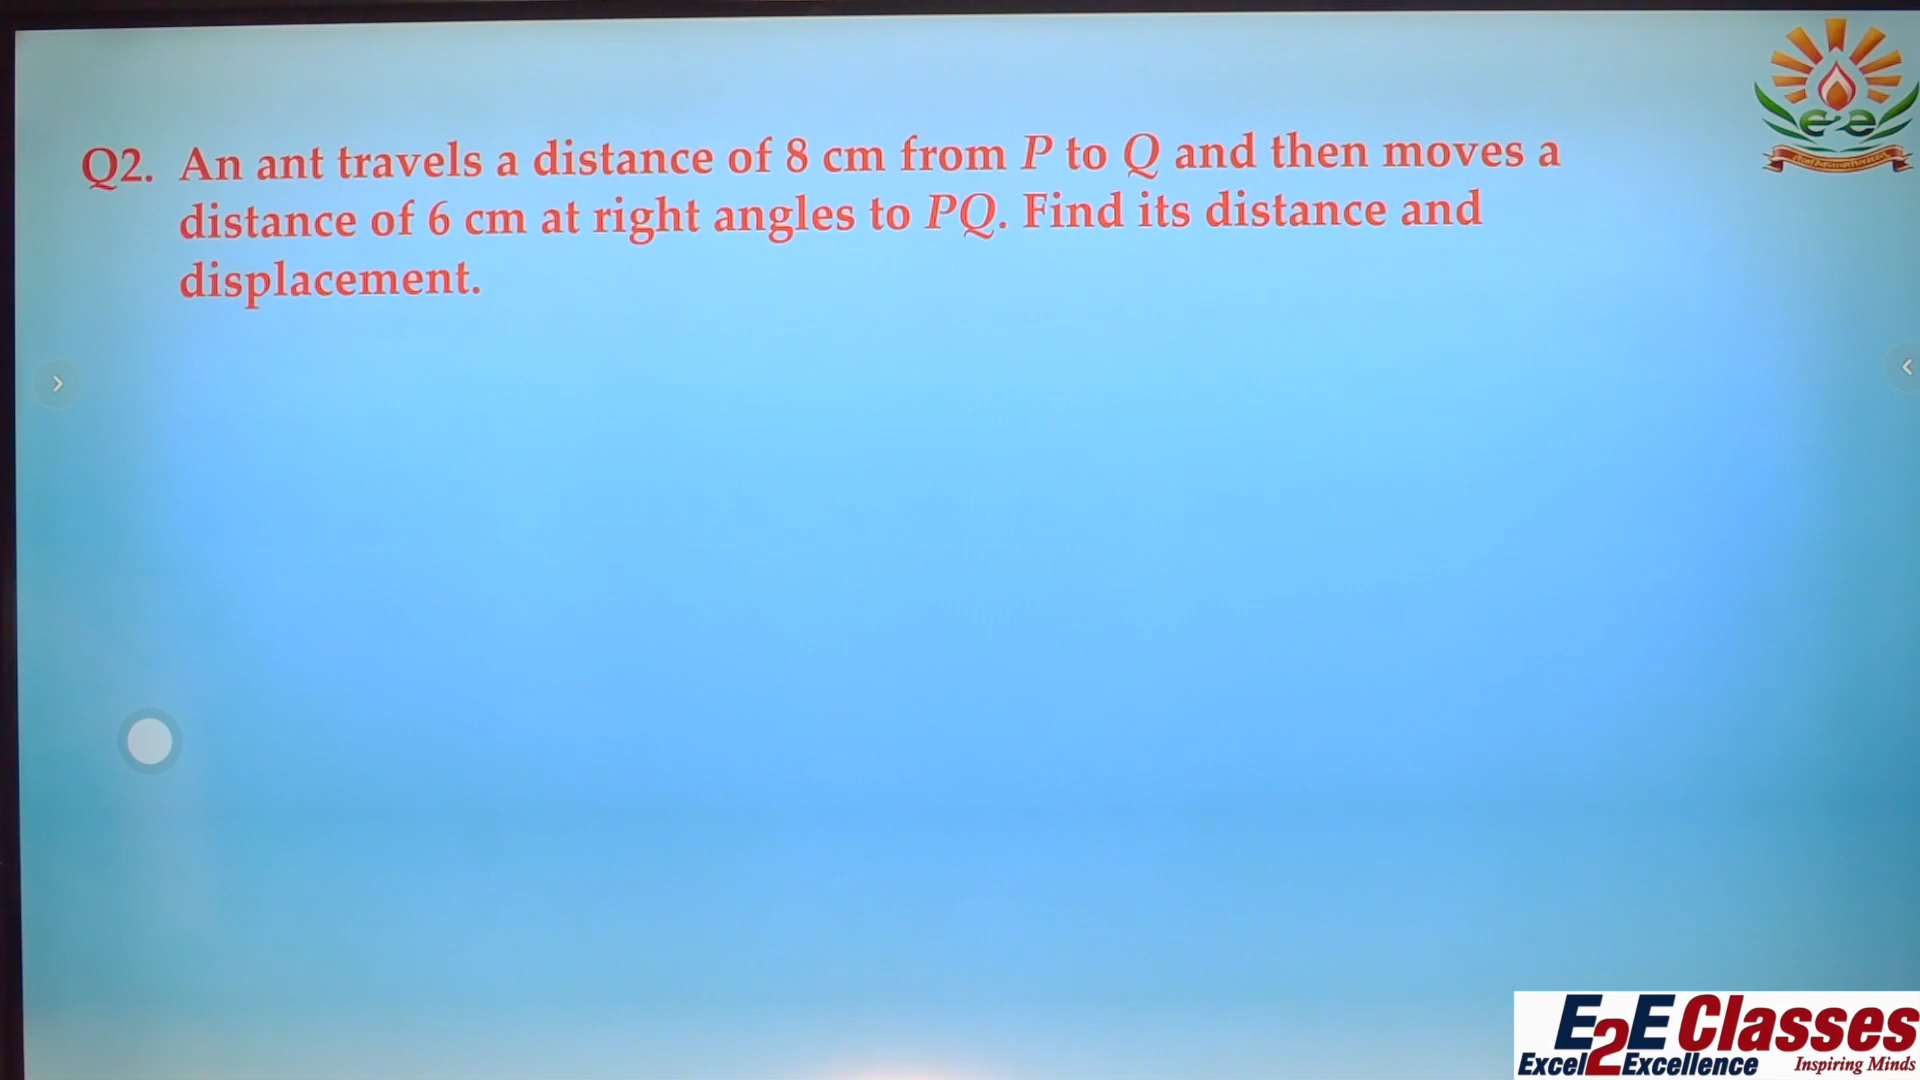 Q2. An ant travels a distance of 8 cm from P to Q and then moves a
distance of 6 cm at right angles to PQ. Find its distance and
displacement.
e2e
E2E Classes
Excel2Excellence Inspiring Minds